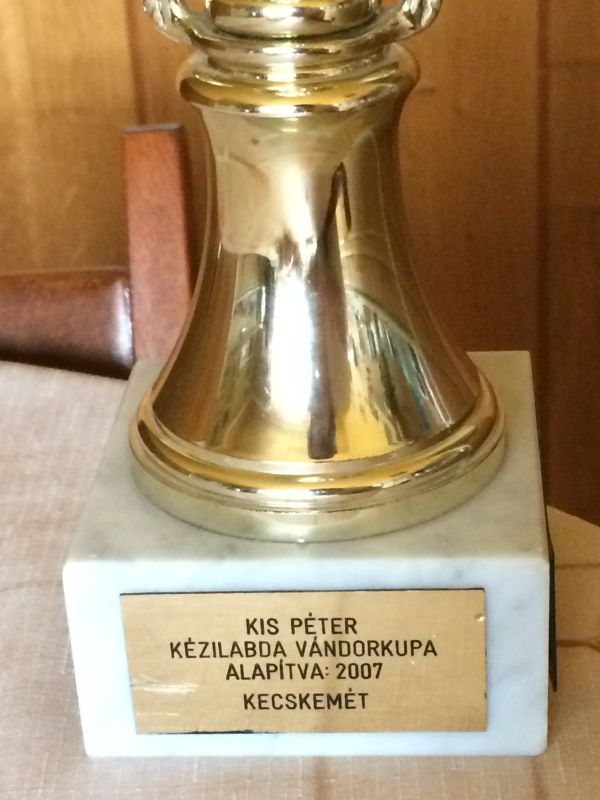 KIS PÉTER
KÉZILABDA VÁNDORKUPA
ALAPÍTVA: 2007
KECSKEMÉT